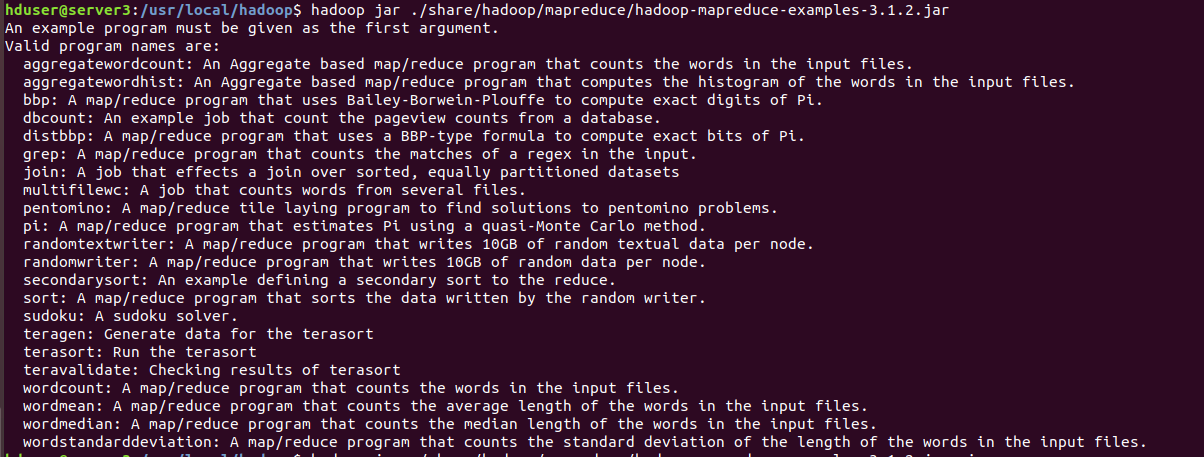 hduser@server3:/usr/local/hadoop$ hadoop jar ./share/hadoop/mapreduce/hadoop-mapreduce-examples-3.1.2.jar
An example program must be given as the first argument.
Valid program names are:
  aggregatewordcount: An Aggregate based map/reduce program that counts the words in the input files.
  aggregatewordhist: An Aggregate based map/reduce program that computes the histogram of the words in the input files.
  bbp: A map/reduce program that uses Bailey-Borwein-Plouffe to compute exact digits of Pi.
  dbcount: An example job that count the pageview counts from a database.
  distbbp: A map/reduce program that uses a BBP-type formula to compute exact bits of Pi.
  grep: A map/reduce program that counts the matches of a regex in the input.
  join: A job that effects a join over sorted, equally partitioned datasets
  multifilewc: A job that counts words from several files.
  pentomino: A map/reduce tile laying program to find solutions to pentomino problems.
  pi: A map/reduce program that estimates Pi using a quasi-Monte Carlo method.
  randomtextwriter: A map/reduce program that writes 10GB of random textual data per node.
  randomwriter: A map/reduce program that writes 10GB of random data per node.
  secondarysort: An example defining a secondary sort to the reduce.
  sort: A map/reduce program that sorts the data written by the random writer.
  sudoku: A sudoku solver.
  teragen: Generate data for the terasort
  terasort: Run the terasort
  teravalidate: Checking results of terasort
  wordcount: A map/reduce program that counts the words in the input files.
  wordmean: A map/reduce program that counts the average length of the words in the input files.
  wordmedian: A map/reduce program that counts the median length of the words in the input files.
  wordstandarddeviation: A map/reduce program that counts the standard deviation of the length of the words in the input files.